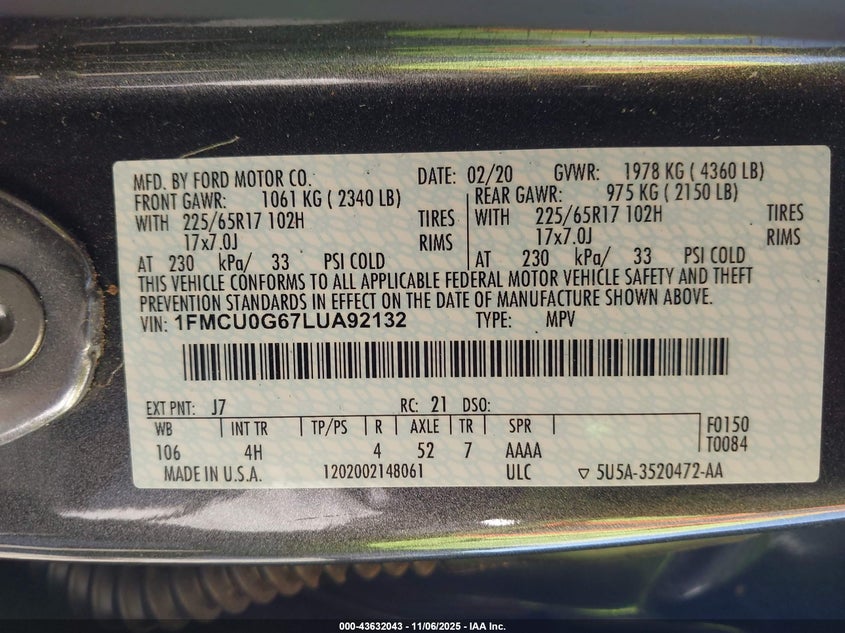 MFD. BY FORD MOTOR CO. DATE: 02/20 GVWR: 1978 KG ( 4360 LB)
FRONT GAWR: 1061 KG ( 2340 LB) REAR GAWR: 975 KG ( 2150 LB)
WITH 225/65R17 102H TIRES WITH 225/65R17 102H TIRES
17x7.0J RIMS 17x7.0J RIMS
AT 230 kPa/ 33 PSI COLD AT 230 kPa/ 33 PSI COLD
THIS VEHICLE CONFORMS TO ALL APPLICABLE FEDERAL MOTOR VEHICLE SAFETY AND THEFT
PREVENTION STANDARDS IN EFFECT ON THE DATE OF MANUFACTURE SHOWN ABOVE.
VIN: 1FMCU0G67LUA92132 TYPE: MPV
EXT PNT: J7 RC: 21 DSO:
WB INT TR TP/PS R AXLE TR SPR F0150
106 4H 4 52 7 AAAA T0084
MADE IN U.S.A. 1202002148061 ULC ▽ 5U5A-3520472-AA
000-43632043 - 11/06/2025 - IAA Inc.